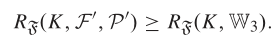 R_𝔉(K, ℱ′, 𝒫′) ≥ R_𝔉(K, 𝕎₃).